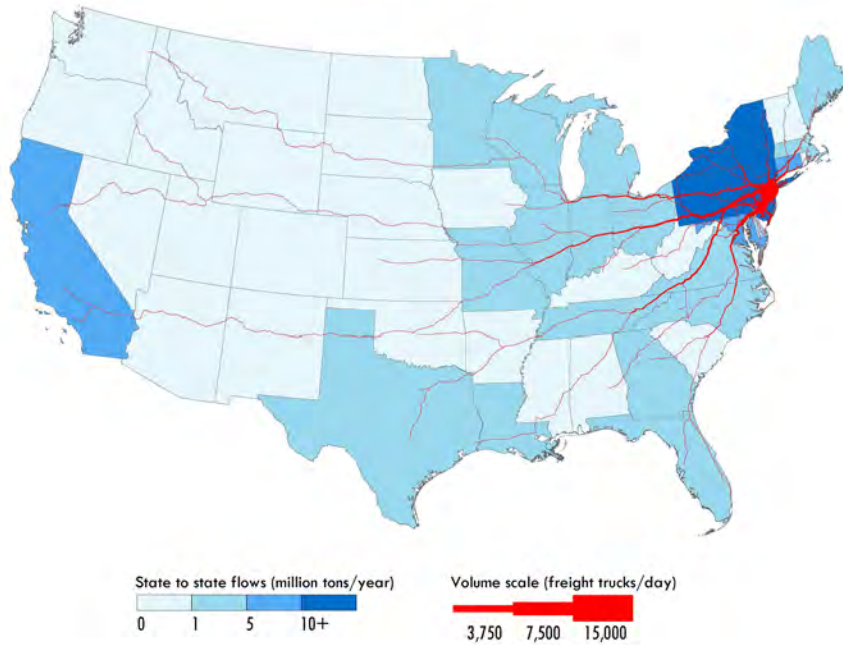 State to state flows (million tons/year)
0 1 5 10+
Volume scale (freight trucks/day)
3,750 7,500 15,000